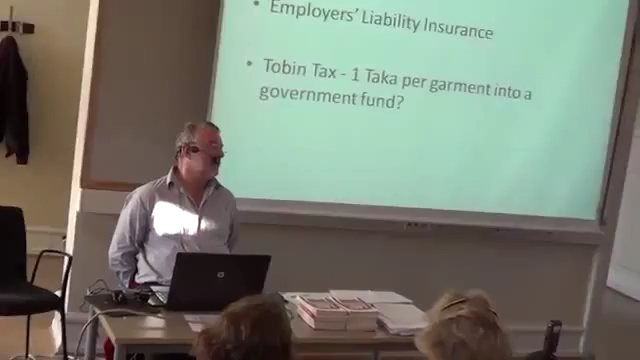 • Employers' Liability Insurance
• Tobin Tax - 1 Taka per garment into a
government fund?